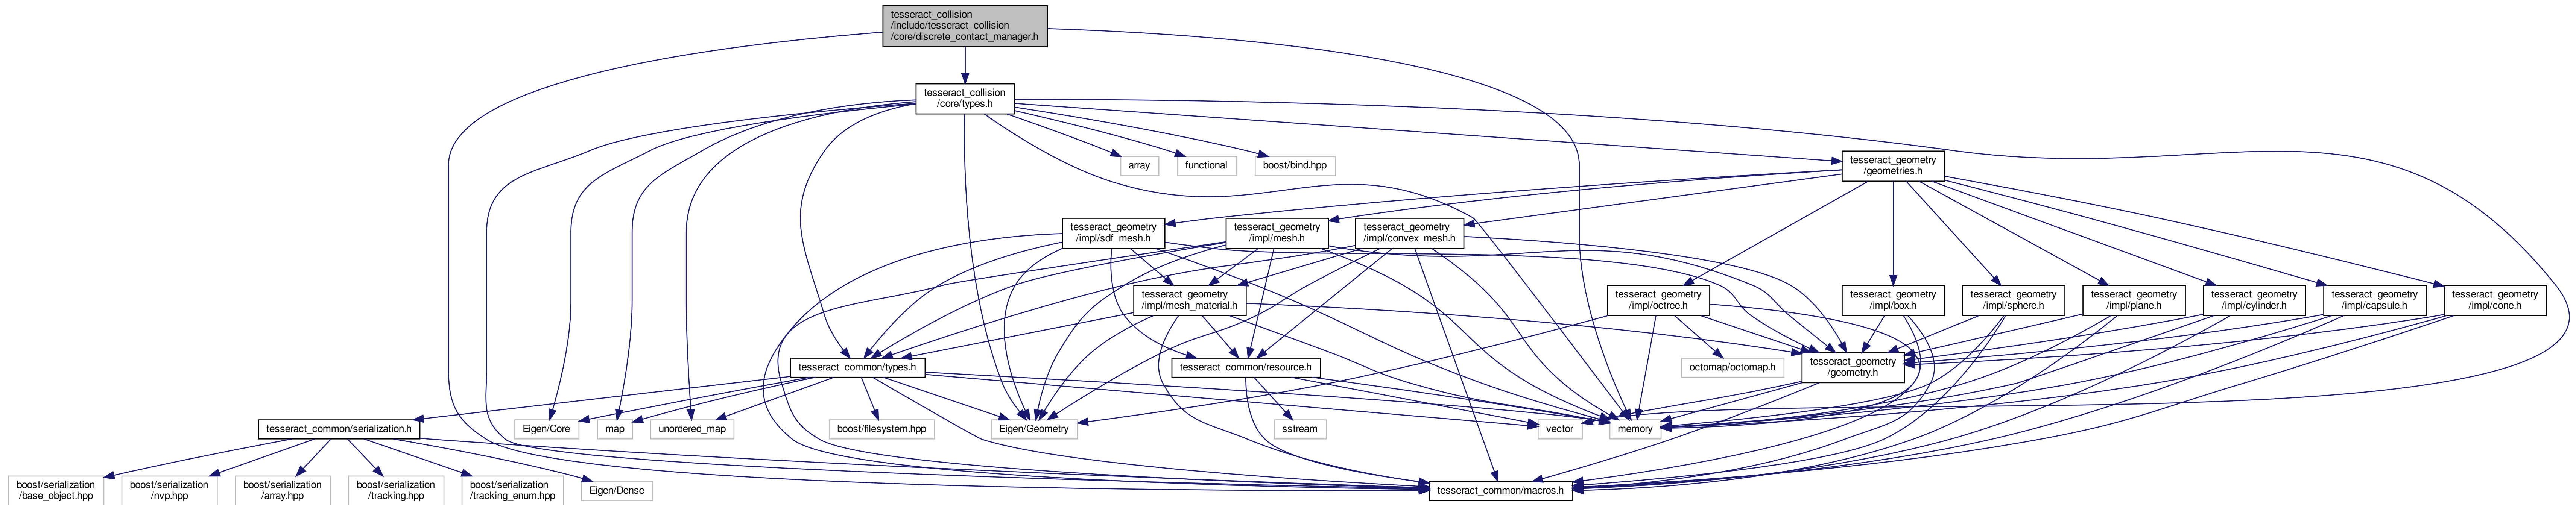 tesseract_collision
/include/tesseract_collision
/core/discrete_contact_manager.h
tesseract_collision
/core/types.h
array
functional
boost/bind.hpp
tesseract_geometry
/geometries.h
tesseract_geometry
/impl/sdf_mesh.h
tesseract_geometry
/impl/mesh.h
tesseract_geometry
/impl/convex_mesh.h
tesseract_geometry
/impl/mesh_material.h
tesseract_geometry
/impl/octree.h
tesseract_geometry
/impl/box.h
tesseract_geometry
/impl/sphere.h
tesseract_geometry
/impl/plane.h
tesseract_geometry
/impl/cylinder.h
tesseract_geometry
/impl/capsule.h
tesseract_geometry
/impl/cone.h
tesseract_common/types.h
tesseract_common/resource.h
octomap/octomap.h
tesseract_geometry
/geometry.h
tesseract_common/serialization.h
Eigen/Core
map
unordered_map
boost/filesystem.hpp
Eigen/Geometry
sstream
vector
memory
boost/serialization
/base_object.hpp
boost/serialization
/nvp.hpp
boost/serialization
/array.hpp
boost/serialization
/tracking.hpp
boost/serialization
/tracking_enum.hpp
Eigen/Dense
tesseract_common/macros.h